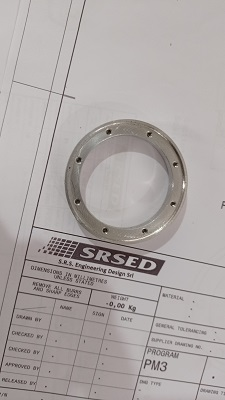 SRSED
S.R.S. Engineering Design Srl
DIMENSIONS IN MILLIMETRES
UNLESS STATED
REMOVE ALL BURRS
AND SHARP EDGES
WEIGHT
-0,00 Kg
MATERIAL -
NAME
SIGN
DATE
GENERAL TOLERANCING
DRAWN BY
SUPPLIER DRAWING NO.
CHECKED BY
PROGRAM
PM3
CHECKED BY
APPROVED BY
RELEASED BY
DWG TYPE